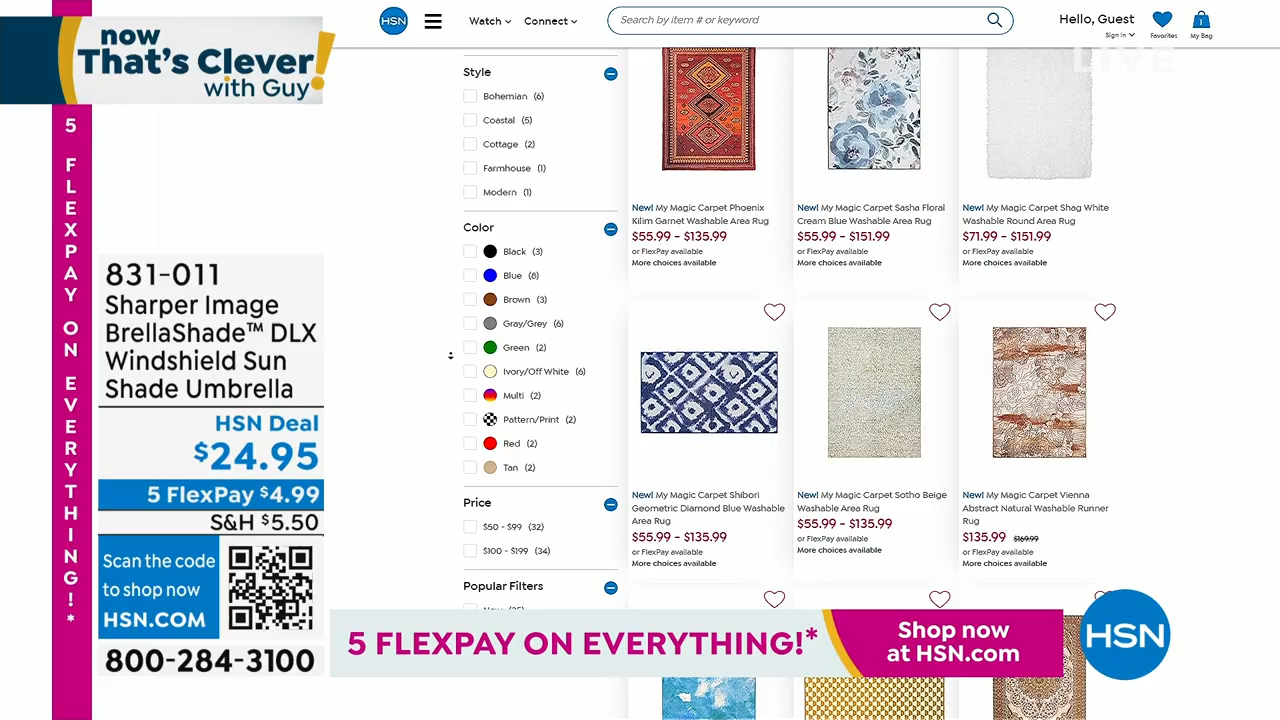 now
That's Clever!
with Guy
5 FLEXPAY ON EVERYTHING!*
831-011
Sharper Image
BrellaShade™ DLX
Windshield Sun
Shade Umbrella
HSN Deal
$24.95
5 FlexPay $4.99
S&H $5.50
Scan the code
to shop now
HSN.COM
800-284-3100
HSN
Watch
Connect
Search by item # or keyword
Hello, Guest
Sign In
Favorites
1
My Bag
LIVE
Style
Bohemian (6)
Coastal (5)
Cottage (2)
Farmhouse (1)
Modern (1)
Color
Black (3)
Blue (8)
Brown (3)
Gray/Grey (6)
Green (2)
Ivory/Off White (6)
Multi (2)
Pattern/Print (2)
Red (2)
Tan (2)
Price
$50 - $99 (32)
$100 - $199 (34)
Popular Filters
New! My Magic Carpet Phoenix
Kilim Garnet Washable Area Rug
$55.99 - $135.99
or FlexPay available
More choices available
New! My Magic Carpet Sasha Floral
Cream Blue Washable Area Rug
$55.99 - $151.99
or FlexPay available
More choices available
New! My Magic Carpet Shag White
Washable Round Area Rug
$71.99 - $151.99
or FlexPay available
More choices available
New! My Magic Carpet Shibori
Geometric Diamond Blue Washable
Area Rug
$55.99 - $135.99
or FlexPay available
More choices available
New! My Magic Carpet Sotho Beige
Washable Area Rug
$55.99 - $135.99
or FlexPay available
More choices available
New! My Magic Carpet Vienna
Abstract Natural Washable Runner
Rug
$135.99 $169.99
or FlexPay available
More choices available
5 FLEXPAY ON EVERYTHING!*
Shop now
at HSN.com
HSN